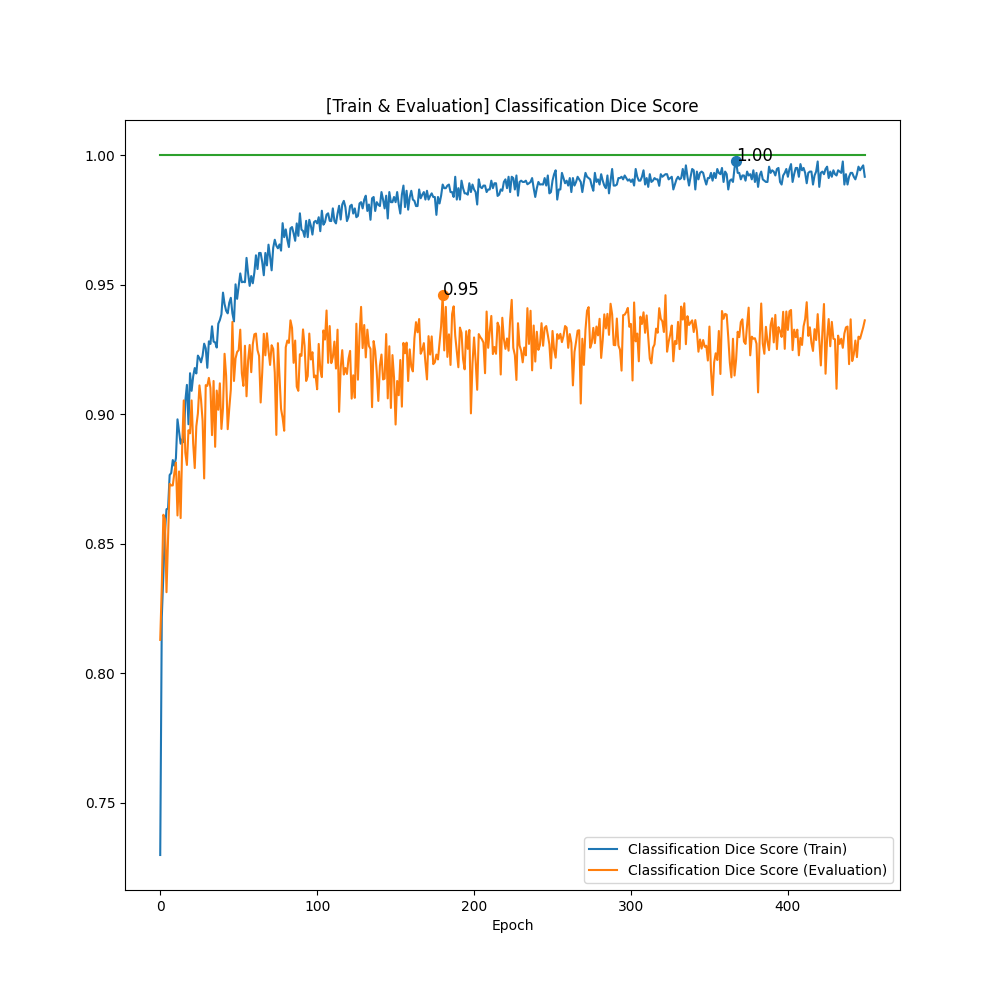 [Train & Evaluation] Classification Dice Score
1.00
1.00
0.95
0.95
0.90
0.85
0.80
0.75
Classification Dice Score (Train)
Classification Dice Score (Evaluation)
0 100 200 300 400
Epoch